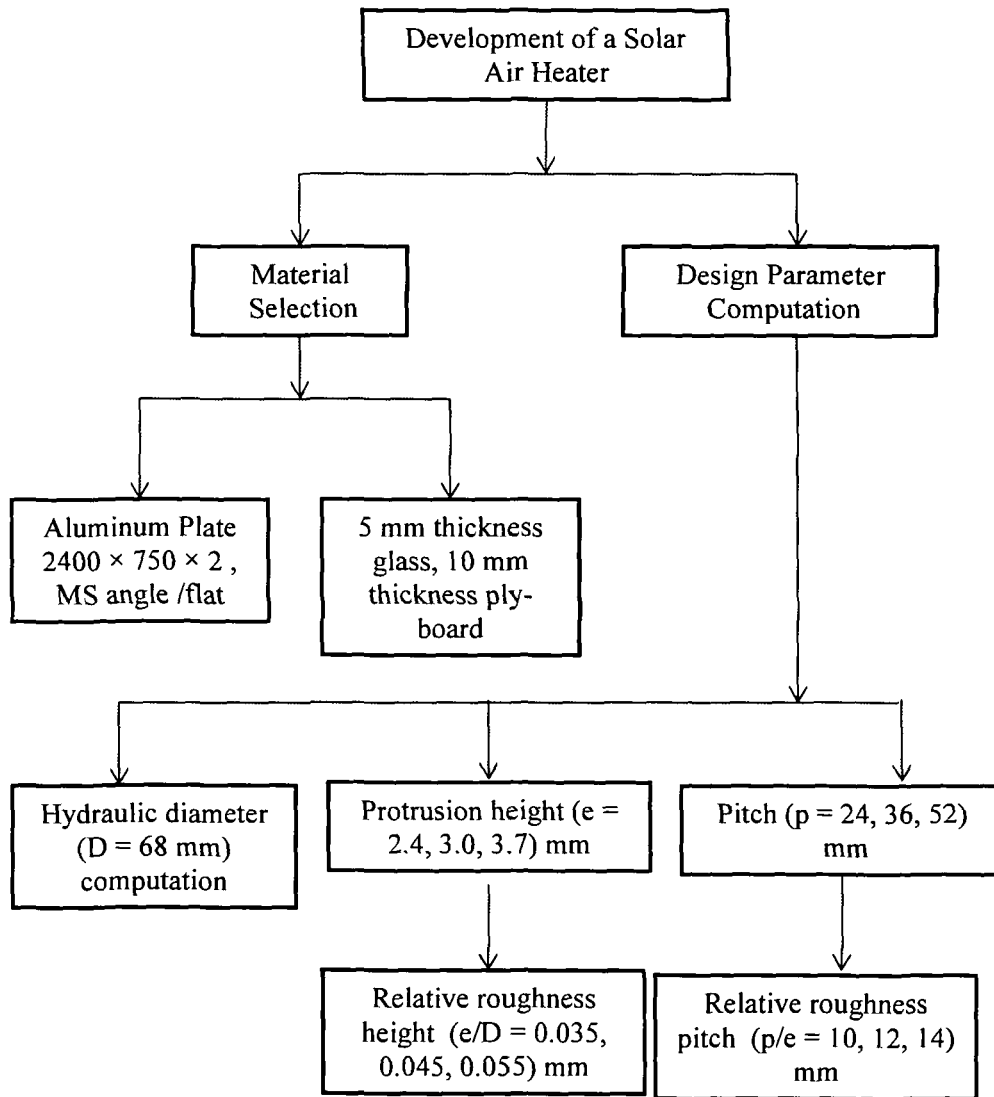 Development of a Solar
Air Heater
Material
Selection
Design Parameter
Computation
Aluminum Plate
2400 × 750 × 2 ,
MS angle /flat
5 mm thickness
glass, 10 mm
thickness ply-
board
Hydraulic diameter
(D = 68 mm)
computation
Protrusion height (e =
2.4, 3.0, 3.7) mm
Pitch (p = 24, 36, 52)
mm
Relative roughness
height (e/D = 0.035,
0.045, 0.055) mm
Relative roughness
pitch (p/e = 10, 12, 14)
mm